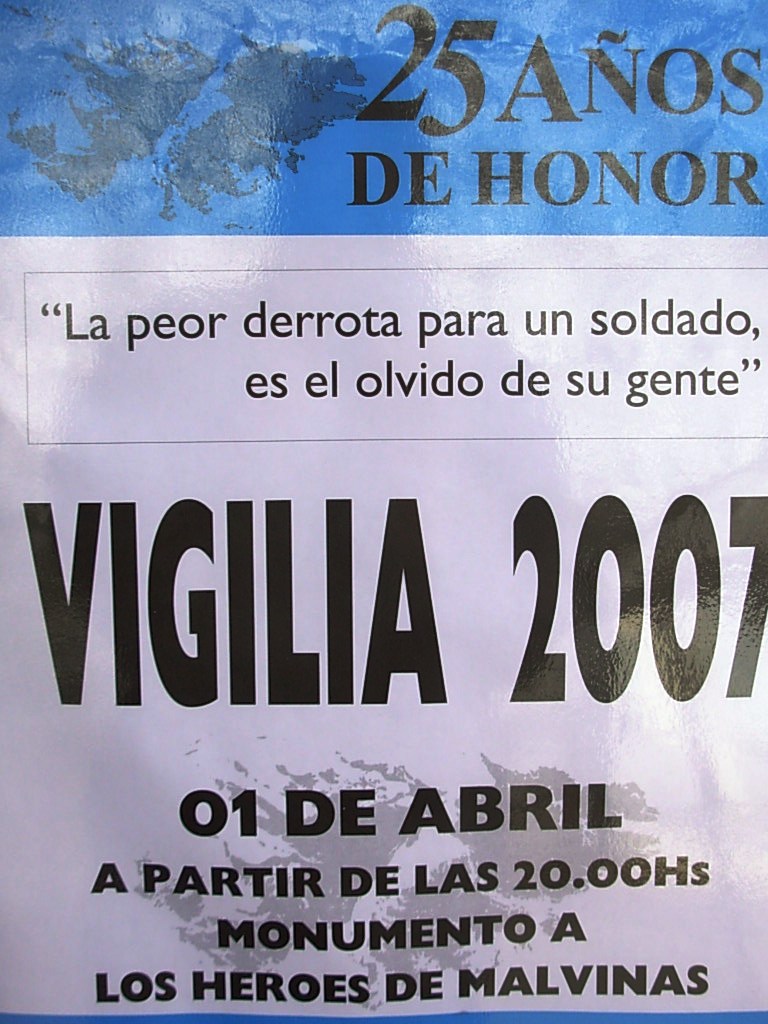 25 AÑOS
DE HONOR
“La peor derrota para un soldado,
es el olvido de su gente”
VIGILIA 2007
01 DE ABRIL
A PARTIR DE LAS 20.00Hs
MONUMENTO A
LOS HEROES DE MALVINAS